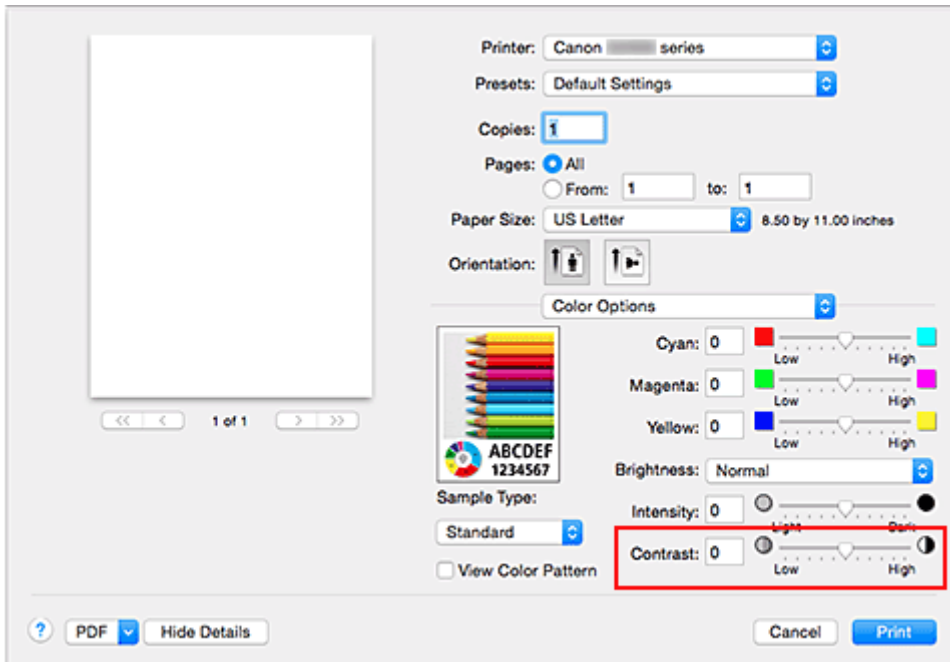 Printer: Canon series
Presets: Default Settings
Copies: 1
Pages: All
From: 1 to: 1
Paper Size: US Letter 8.50 by 11.00 inches
Orientation:
Color Options
Cyan: 0
Low High
Magenta: 0
Low High
Yellow: 0
Low High
ABCDEF
1234567
Brightness: Normal
Sample Type:
Intensity: 0
Light Dark
Standard
Contrast: 0
Low High
View Color Pattern
<< < 1 of 1 > >>
? PDF Hide Details Cancel Print